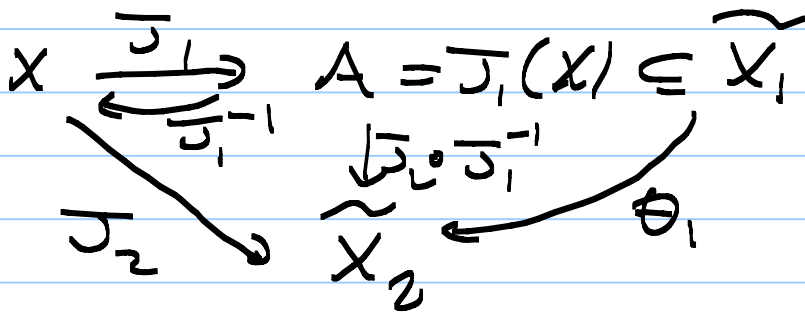 J₁
X ⟶ A = J₁(X) ⊆ X̃₁
J₁⁻¹
↓ J₂∘J₁⁻¹
J₂ θ₁
X̃₂